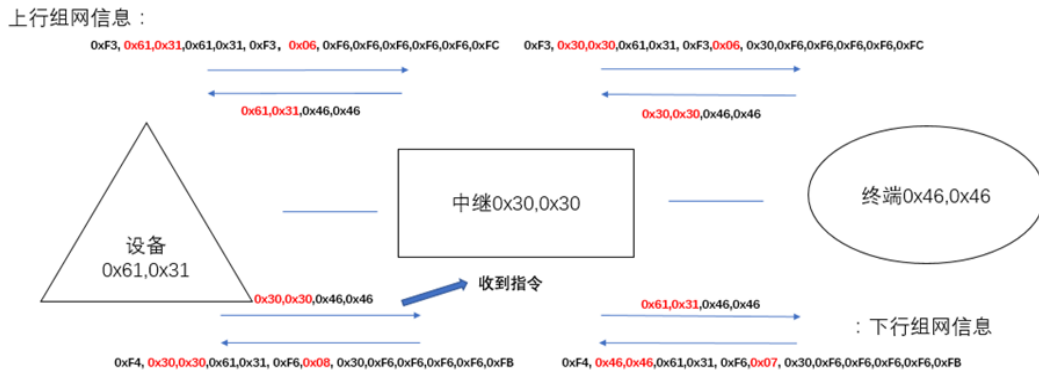 上行组网信息：
0xF3, 0x61,0x31,0x61,0x31, 0xF3, 0x06, 0xF6,0xF6,0xF6,0xF6,0xF6,0xFC
0xF3, 0x30,0x30,0x61,0x31, 0xF3,0x06, 0x30,0xF6,0xF6,0xF6,0xF6,0xFC
0x61,0x31,0x46,0x46
0x30,0x30,0x46,0x46
设备
0x61,0x31
中继0x30,0x30
终端0x46,0x46
收到指令
0x30,0x30,0x46,0x46
0x61,0x31,0x46,0x46
：下行组网信息
0xF4, 0x30,0x30,0x61,0x31, 0xF6,0x08, 0x30,0xF6,0xF6,0xF6,0xF6,0xFB
0xF4, 0x46,0x46,0x61,0x31, 0xF6,0x07, 0x30,0xF6,0xF6,0xF6,0xF6,0xFB